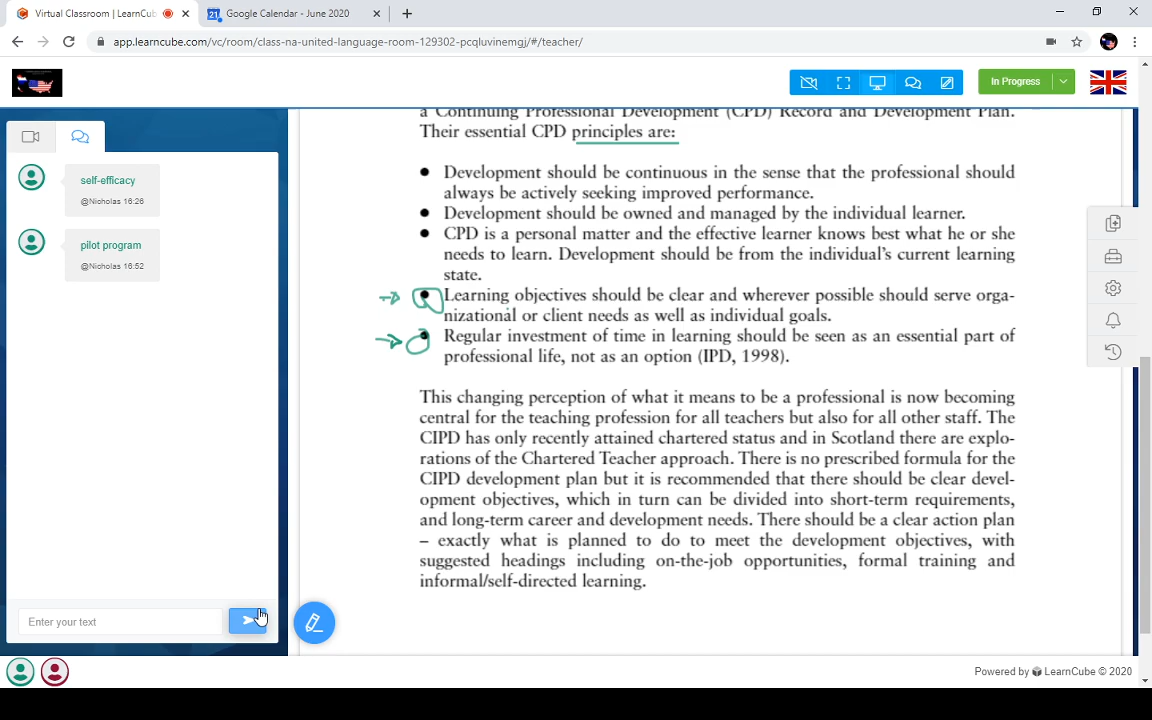 Virtual Classroom | LearnCub
Google Calendar - June 2020
app.learncube.com/vc/room/class-na-united-language-room-129302-pcqluvinemgj/#/teacher/
In Progress
self-efficacy
@Nicholas 16:26
pilot program
@Nicholas 16:52
Enter your text
a Continuing Professional Development (CPD) Record and Development Plan.
Their essential CPD principles are:
● Development should be continuous in the sense that the professional should
always be actively seeking improved performance.
● Development should be owned and managed by the individual learner.
● CPD is a personal matter and the effective learner knows best what he or she
needs to learn. Development should be from the individual's current learning
state.
● Learning objectives should be clear and wherever possible should serve orga-
nizational or client needs as well as individual goals.
● Regular investment of time in learning should be seen as an essential part of
professional life, not as an option (IPD, 1998).
This changing perception of what it means to be a professional is now becoming
central for the teaching profession for all teachers but also for all other staff. The
CIPD has only recently attained chartered status and in Scotland there are explo-
rations of the Chartered Teacher approach. There is no prescribed formula for the
CIPD development plan but it is recommended that there should be clear devel-
opment objectives, which in turn can be divided into short-term requirements,
and long-term career and development needs. There should be a clear action plan
– exactly what is planned to do to meet the development objectives, with
suggested headings including on-the-job opportunities, formal training and
informal/self-directed learning.
Powered by LearnCube © 2020